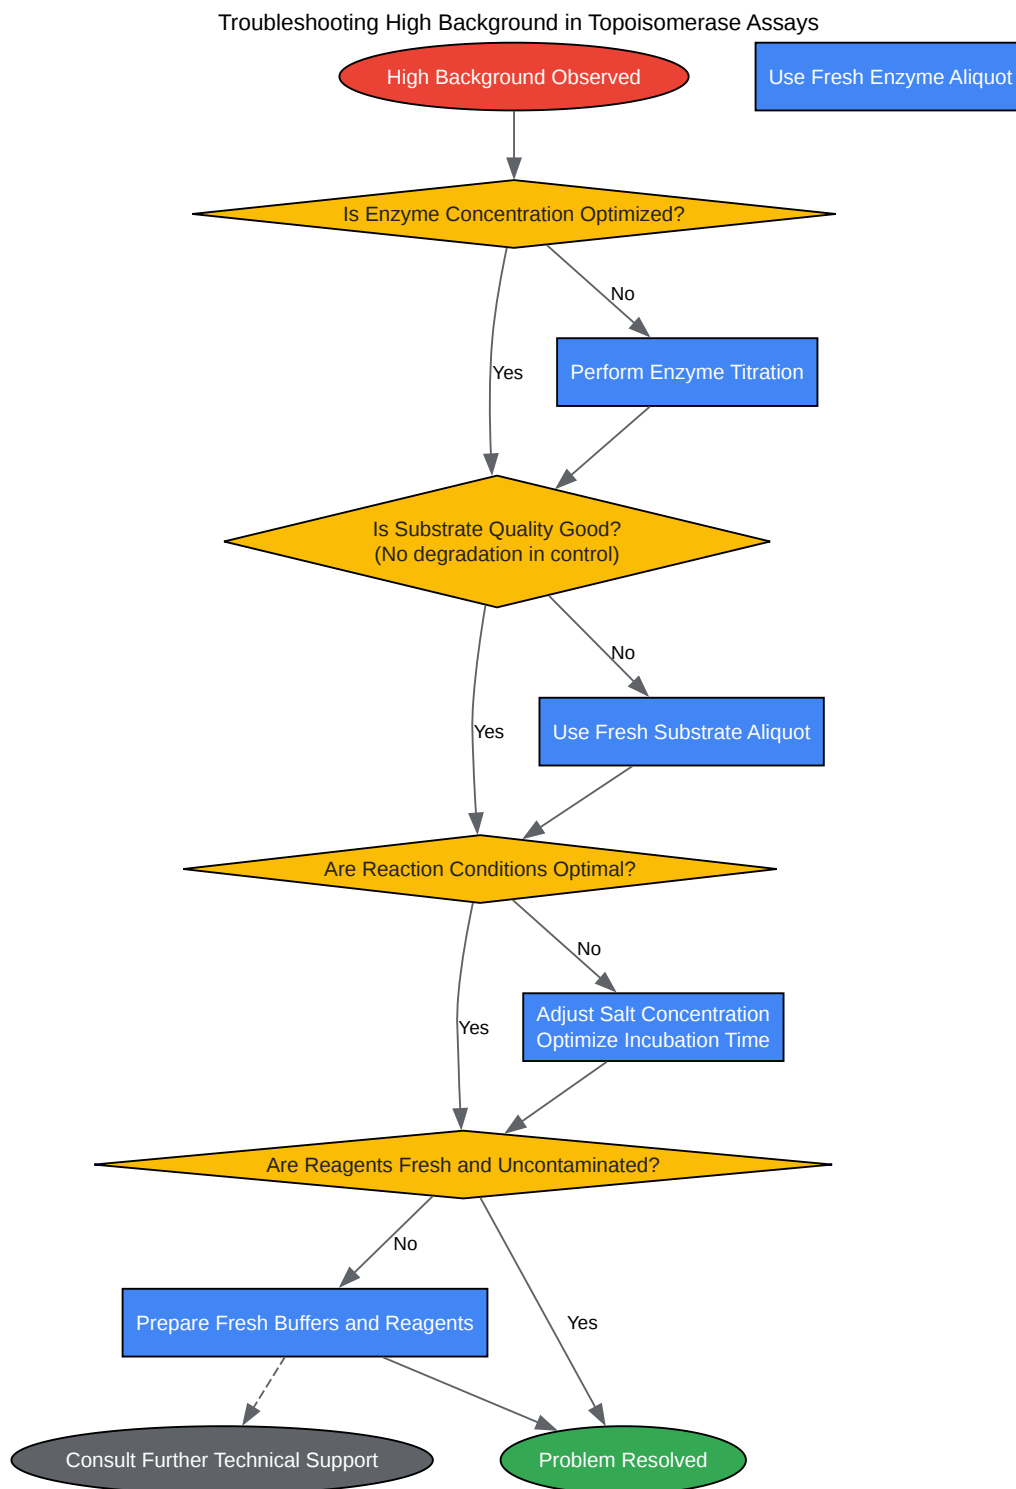 Troubleshooting High Background in Topoisomerase Assays
High Background Observed
Use Fresh Enzyme Aliquot
Is Enzyme Concentration Optimized?
No
Yes
Perform Enzyme Titration
Is Substrate Quality Good?
(No degradation in control)
No
Yes
Use Fresh Substrate Aliquot
Are Reaction Conditions Optimal?
No
Adjust Salt Concentration
Optimize Incubation Time
Yes
Are Reagents Fresh and Uncontaminated?
No
Prepare Fresh Buffers and Reagents
Yes
Consult Further Technical Support
Problem Resolved